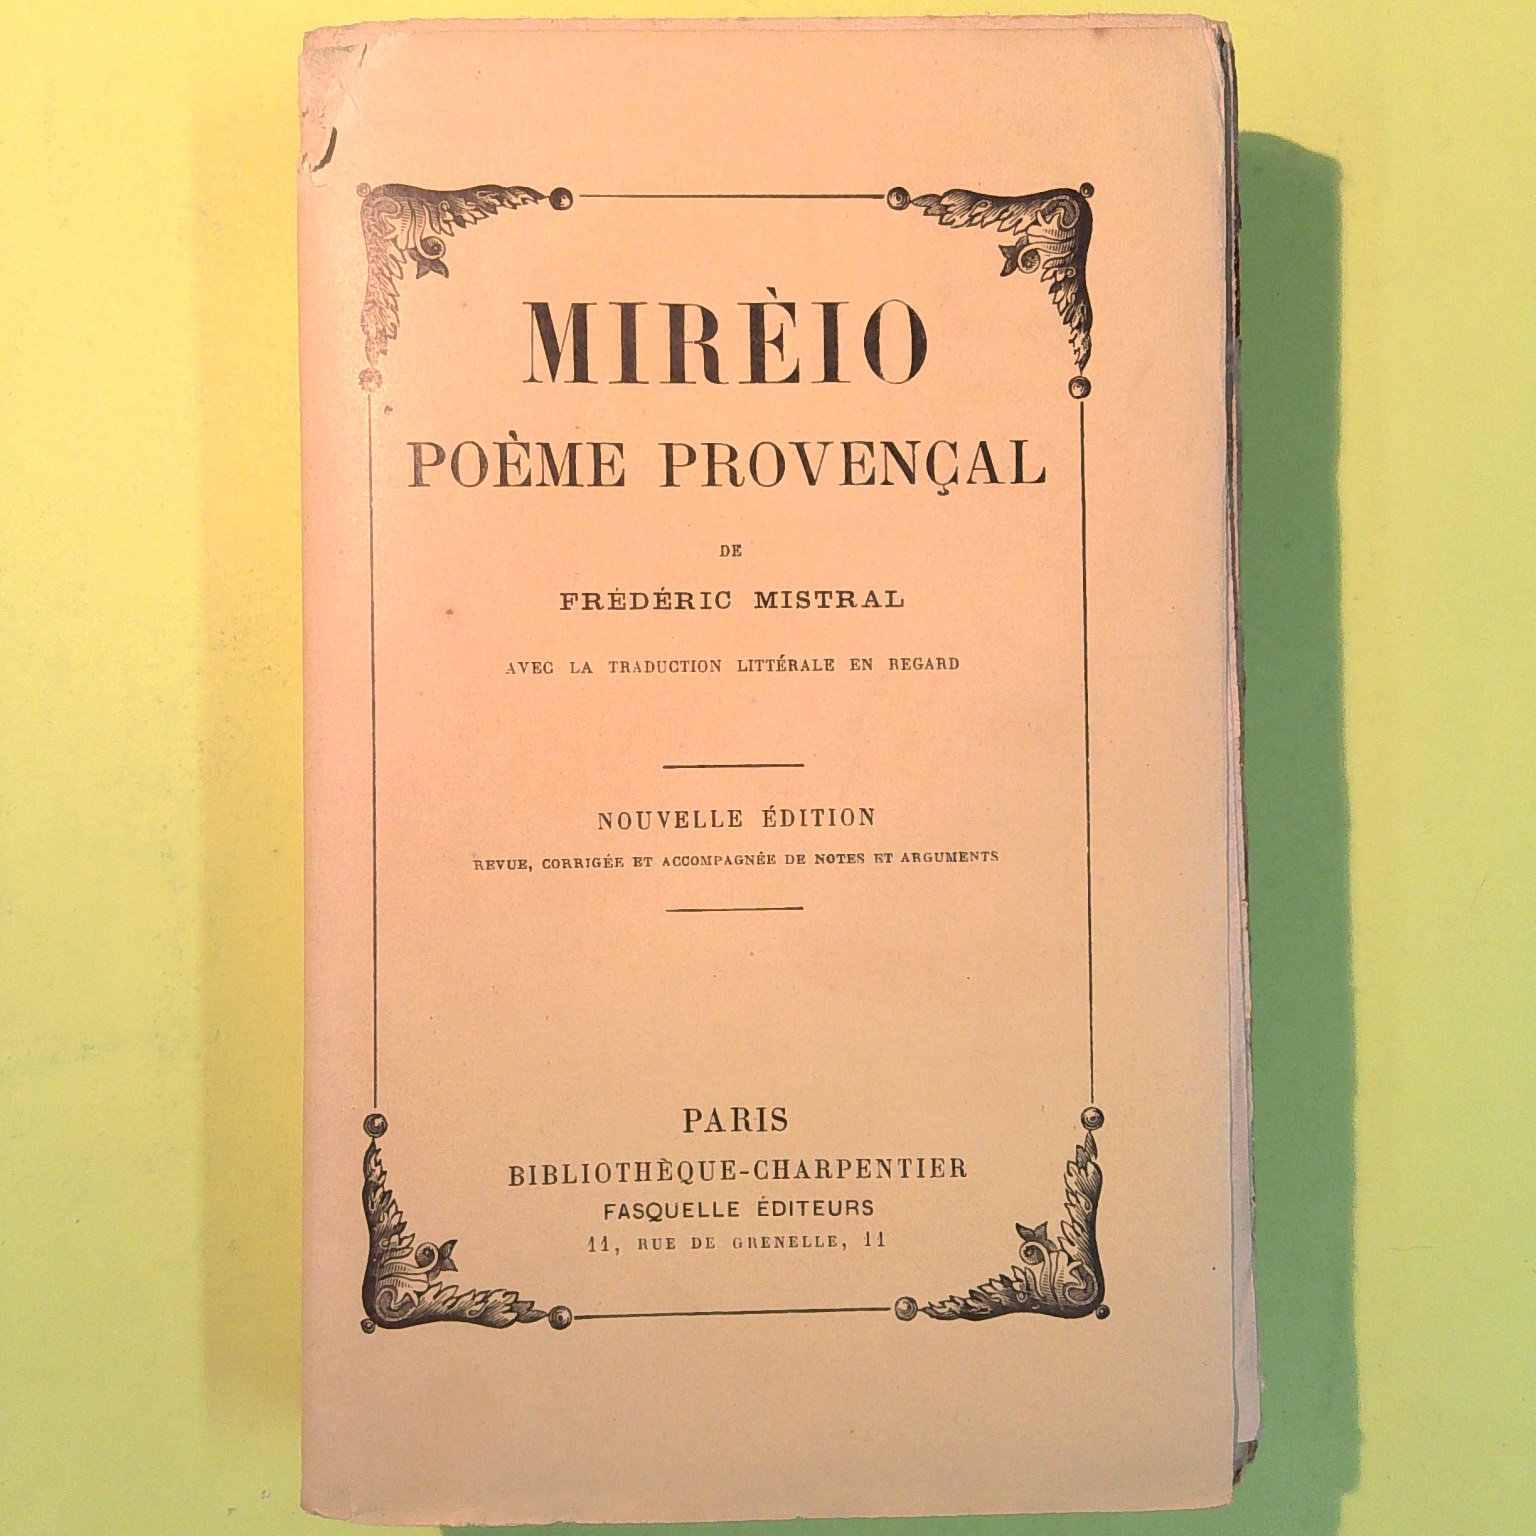 MIRÈIO
POÈME PROVENÇAL
DE
FRÉDÉRIC MISTRAL
AVEC LA TRADUCTION LITTÉRALE EN REGARD
NOUVELLE ÉDITION
REVUE, CORRIGÉE ET ACCOMPAGNÉE DE NOTES ET ARGUMENTS
PARIS
BIBLIOTHÈQUE-CHARPENTIER
FASQUELLE ÉDITEURS
11, RUE DE GRENELLE, 11